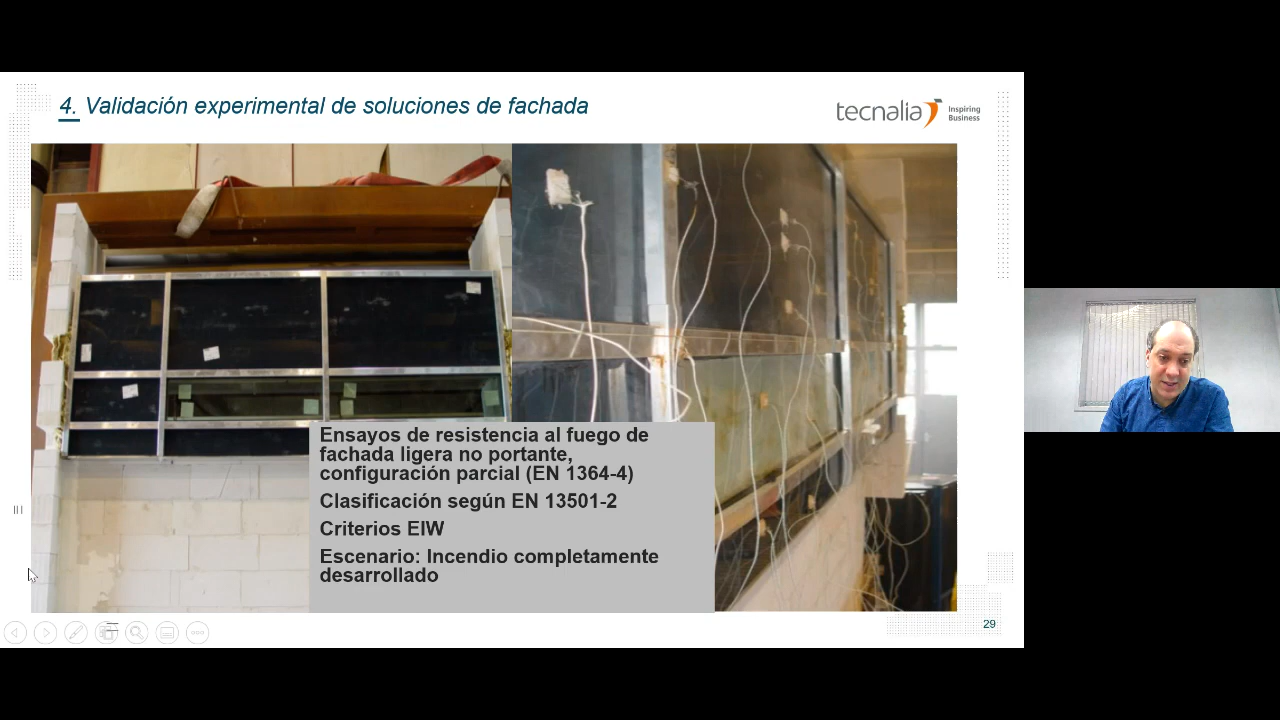 4. Validación experimental de soluciones de fachada
tecnalia
Inspiring
Business
Ensayos de resistencia al fuego de
fachada ligera no portante,
configuración parcial (EN 1364-4)
Clasificación según EN 13501-2
Criterios EIW
Escenario: Incendio completamente
desarrollado
29